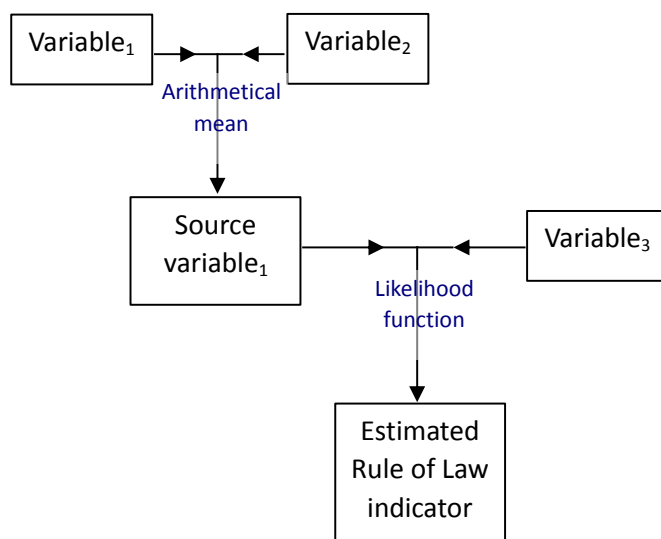 Variable₁
Variable₂
Arithmetical
mean
Source
variable₁
Variable₃
Likelihood
function
Estimated
Rule of Law
indicator